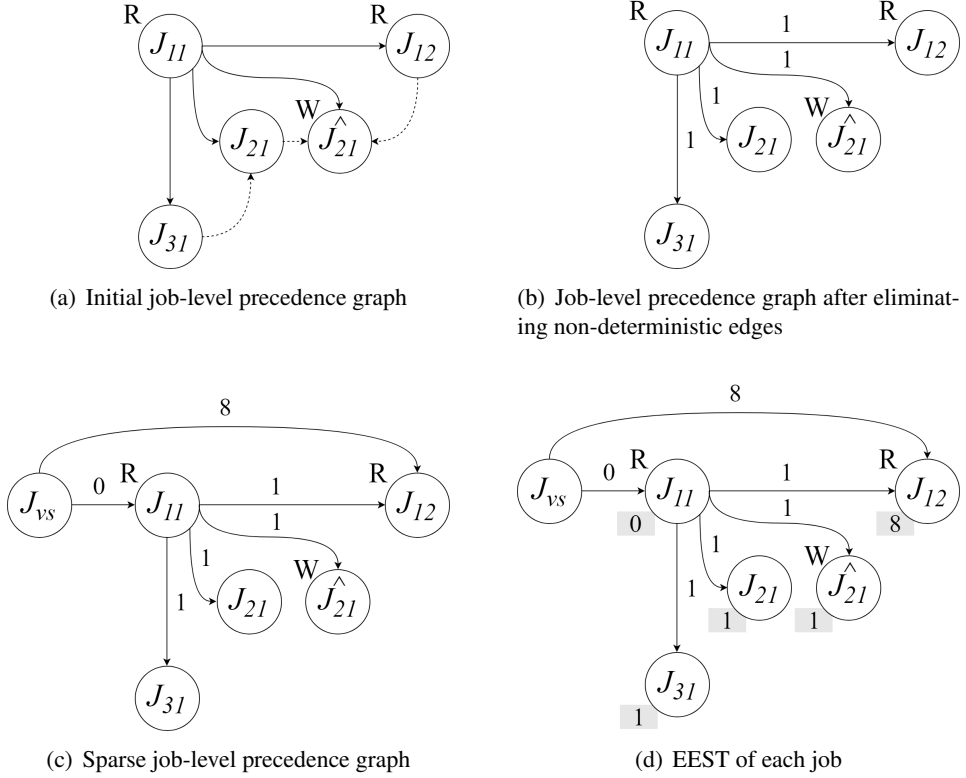 R
J11
R
J12
W
J21
Ĵ21
J31
(a) Initial job-level precedence graph
R
J11
1
R
J12
1
1
W
J21
Ĵ21
1
J31
(b) Job-level precedence graph after eliminat-
ing non-deterministic edges
8
Jvs
0
R
J11
1
R
J12
1
1
W
J21
Ĵ21
1
J31
(c) Sparse job-level precedence graph
8
Jvs
0
R
J11
0
1
R
J12
8
1
1
W
J21
1
Ĵ21
1
1
J31
1
(d) EEST of each job